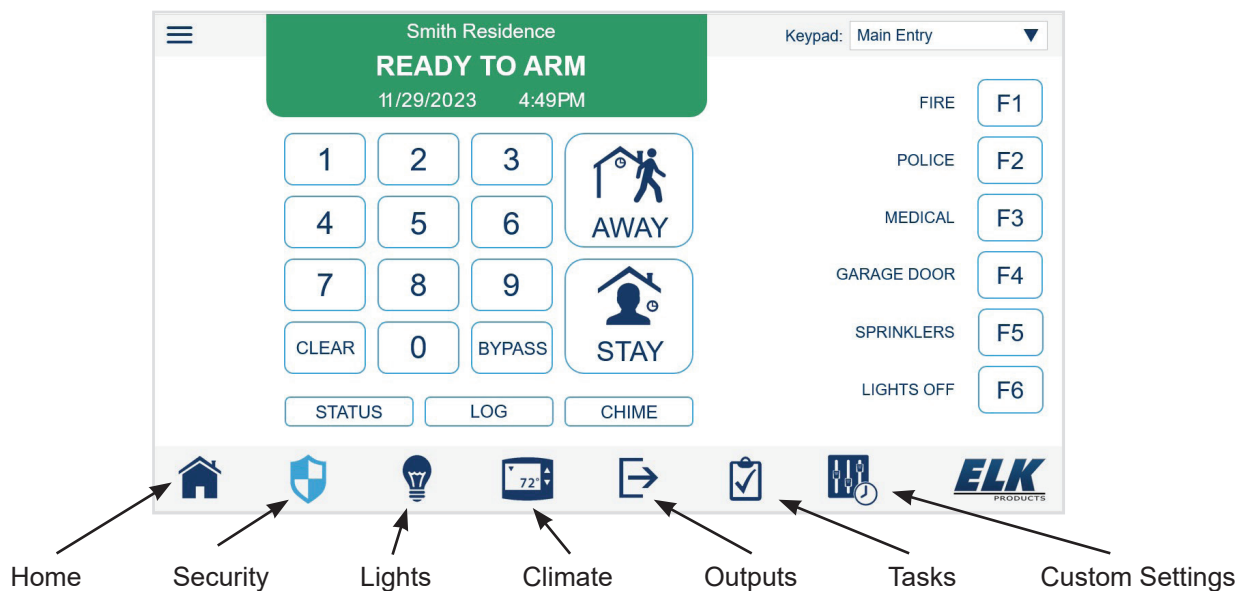 Smith Residence
READY TO ARM
11/29/2023 4:49PM
Keypad: Main Entry
FIRE F1
POLICE F2
MEDICAL F3
GARAGE DOOR F4
SPRINKLERS F5
LIGHTS OFF F6
1 2 3
AWAY
4 5 6
7 8 9
STAY
CLEAR 0 BYPASS
STATUS LOG CHIME
72°
ELK
PRODUCTS
Home Security Lights Climate Outputs Tasks Custom Settings